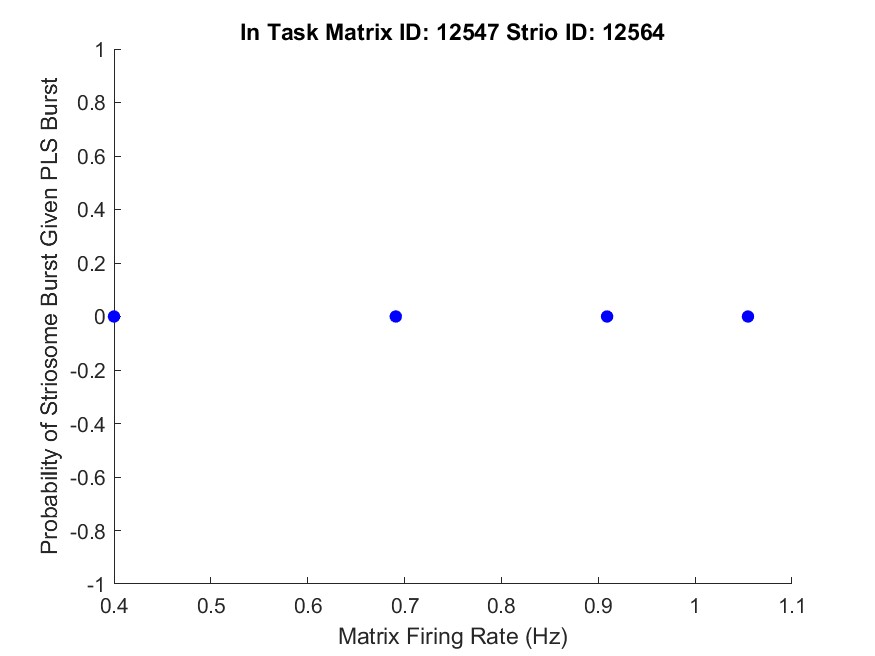 In Task Matrix ID: 12547 Strio ID: 12564
Probability of Striosome Burst Given PLS Burst
1
0.8
0.6
0.4
0.2
0
-0.2
-0.4
-0.6
-0.8
-1
0.4 0.5 0.6 0.7 0.8 0.9 1 1.1
Matrix Firing Rate (Hz)